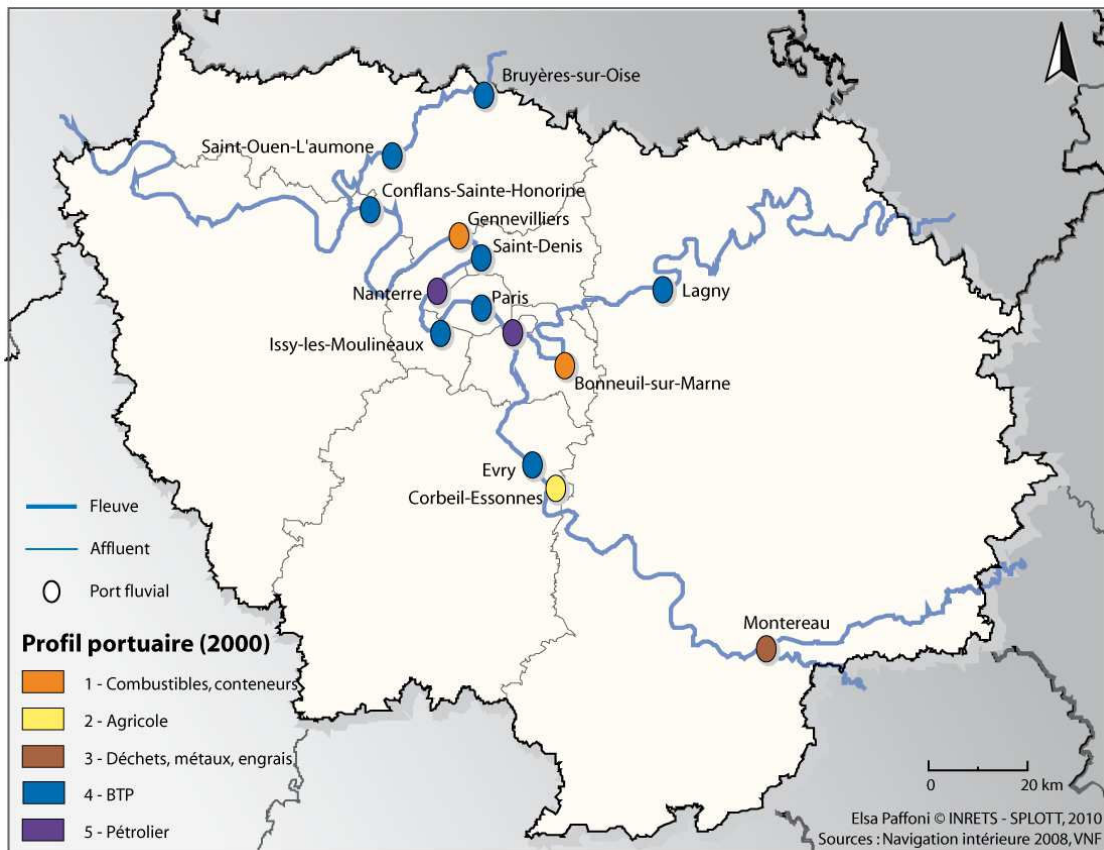 Bruyères-sur-Oise
Saint-Ouen-L'aumone
Conflans-Sainte-Honorine
Gennevilliers
Saint-Denis
Nanterre
Paris
Lagny
Issy-les-Moulineaux
Bonneuil-sur-Marne
Evry
Corbeil-Essonnes
Montereau
Fleuve
Affluent
Port fluvial
Profil portuaire (2000)
1 - Combustibles, conteneurs
2 - Agricole
3 - Déchets, métaux, engrais
4 - BTP
5 - Pétrolier
0 20 km
Elsa Paffoni © INRETS - SPLOTT, 2010
Sources : Navigation intérieure 2008, VNF